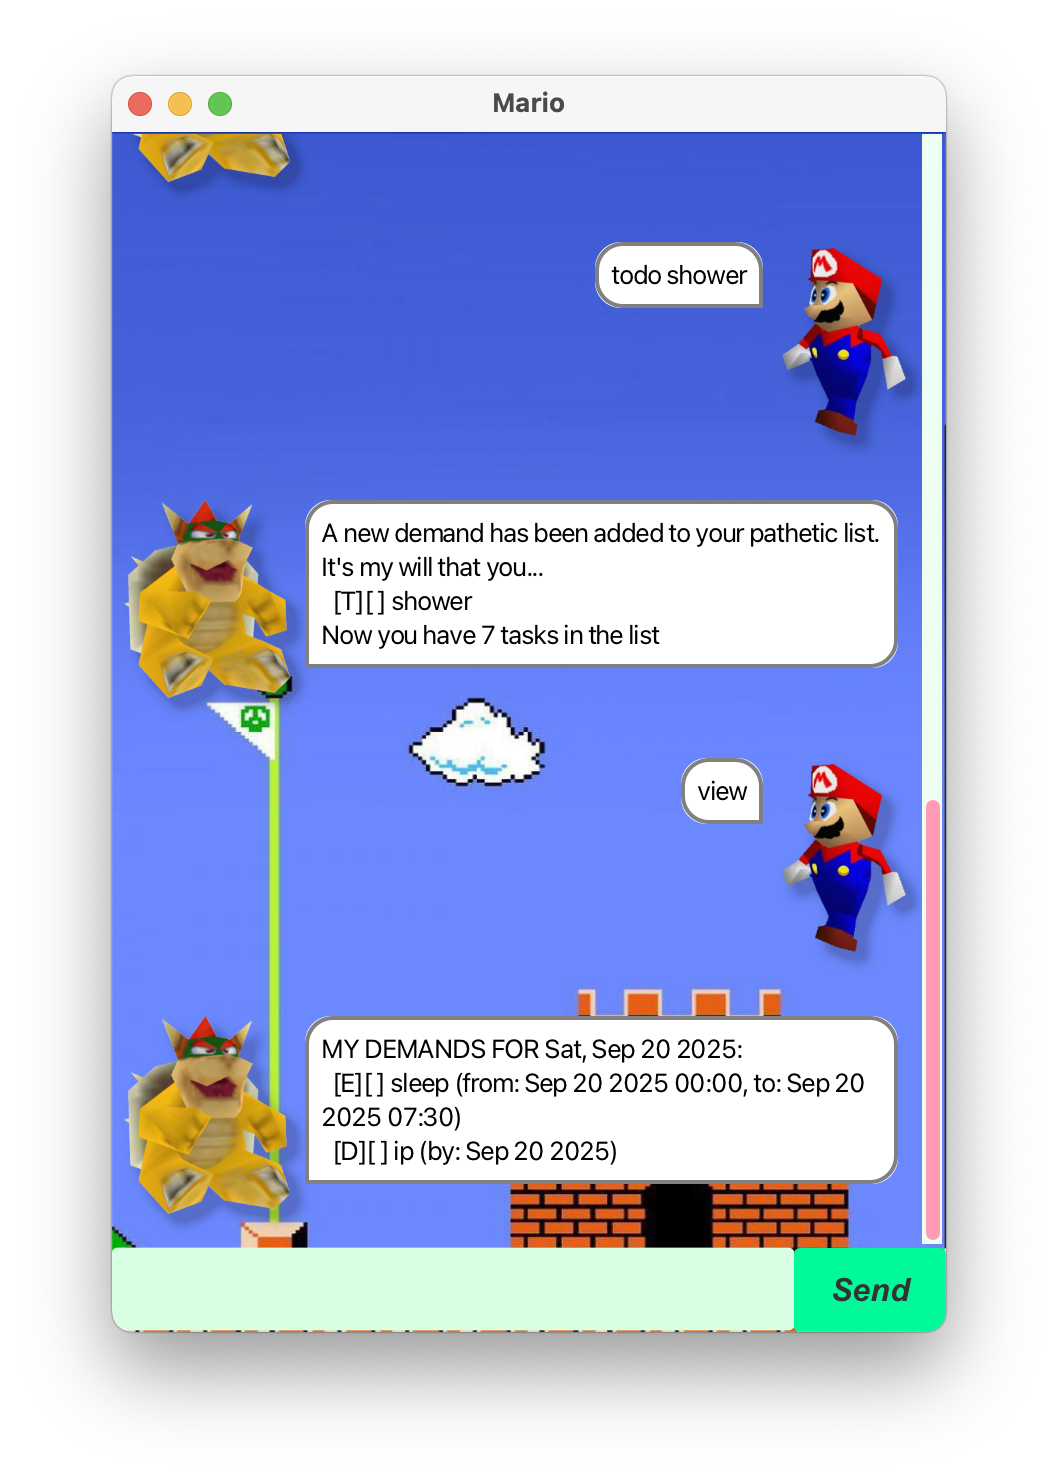 Mario
todo shower
A new demand has been added to your pathetic list.
It's my will that you...
[T][ ] shower
Now you have 7 tasks in the list
view
MY DEMANDS FOR Sat, Sep 20 2025:
[E][ ] sleep (from: Sep 20 2025 00:00, to: Sep 20
2025 07:30)
[D][ ] ip (by: Sep 20 2025)
Send